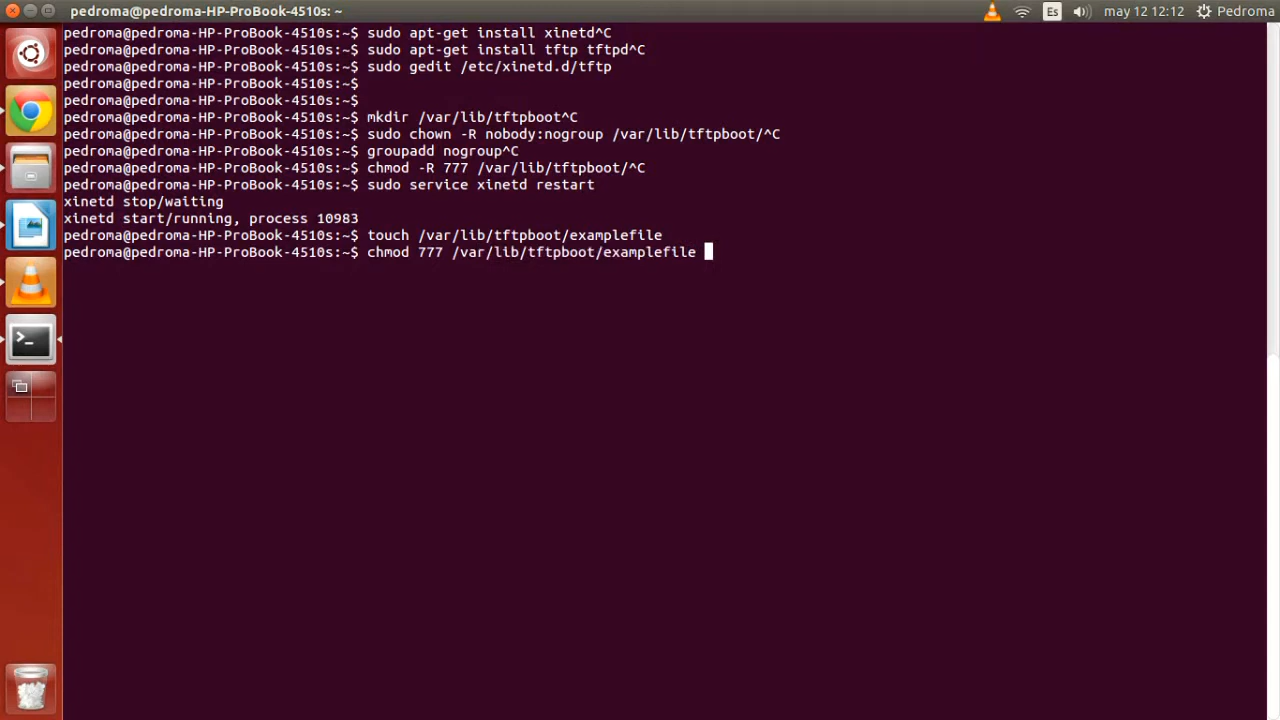 pedroma@pedroma-HP-ProBook-4510s: ~
Es
may 12 12:12
Pedroma
pedroma@pedroma-HP-ProBook-4510s:~$ sudo apt-get install xinetd^C
pedroma@pedroma-HP-ProBook-4510s:~$ sudo apt-get install tftp tftpd^C
pedroma@pedroma-HP-ProBook-4510s:~$ sudo gedit /etc/xinetd.d/tftp
pedroma@pedroma-HP-ProBook-4510s:~$
pedroma@pedroma-HP-ProBook-4510s:~$
pedroma@pedroma-HP-ProBook-4510s:~$ mkdir /var/lib/tftpboot^C
pedroma@pedroma-HP-ProBook-4510s:~$ sudo chown -R nobody:nogroup /var/lib/tftpboot/^C
pedroma@pedroma-HP-ProBook-4510s:~$ groupadd nogroup^C
pedroma@pedroma-HP-ProBook-4510s:~$ chmod -R 777 /var/lib/tftpboot/^C
pedroma@pedroma-HP-ProBook-4510s:~$ sudo service xinetd restart
xinetd stop/waiting
xinetd start/running, process 10983
pedroma@pedroma-HP-ProBook-4510s:~$ touch /var/lib/tftpboot/examplefile
pedroma@pedroma-HP-ProBook-4510s:~$ chmod 777 /var/lib/tftpboot/examplefile